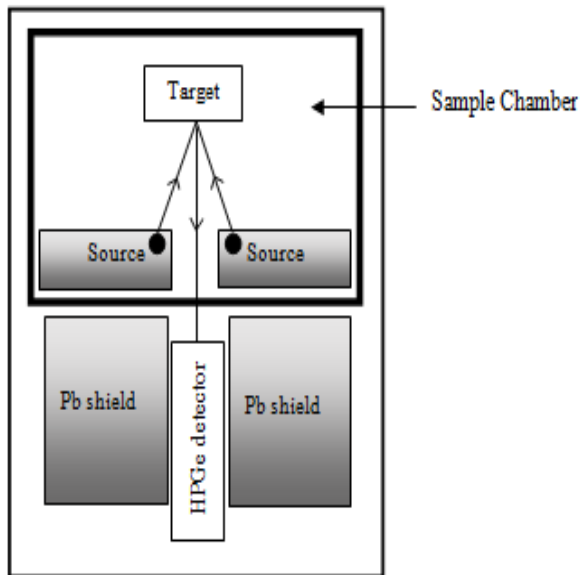 Target
Sample Chamber
Source
Source
Pb shield
HPGe detector
Pb shield